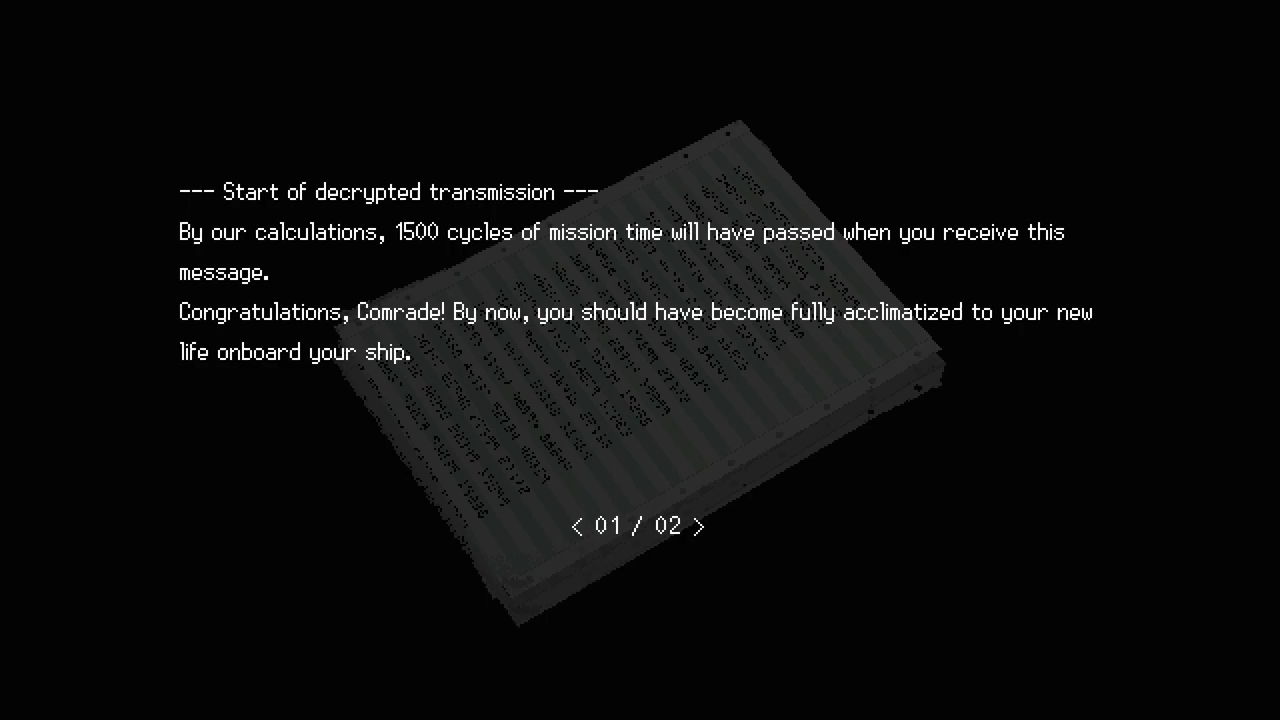 --- Start of decrypted transmission ---
By our calculations, 1500 cycles of mission time will have passed when you receive this
message.
Congratulations, Comrade! By now, you should have become fully acclimatized to your new
life onboard your ship.
< 01 / 02 >